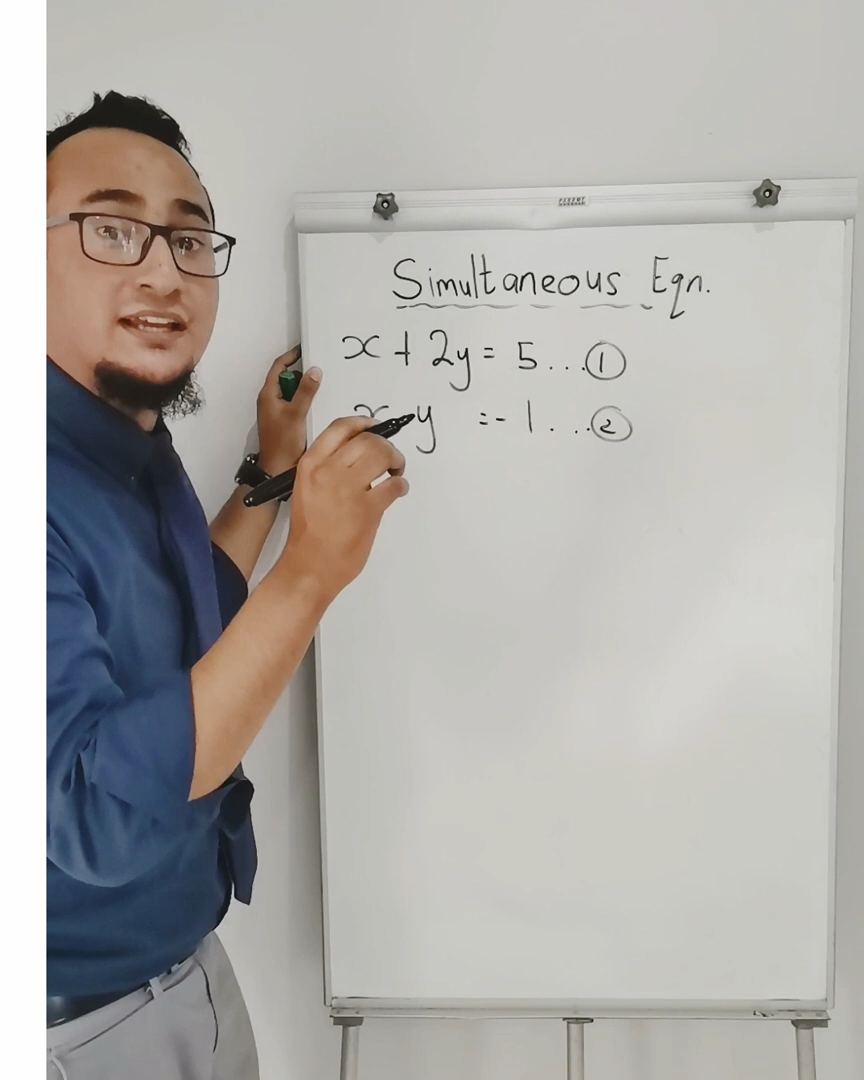 Simultaneous Eqn.
x + 2y = 5...①
x y = - 1...②